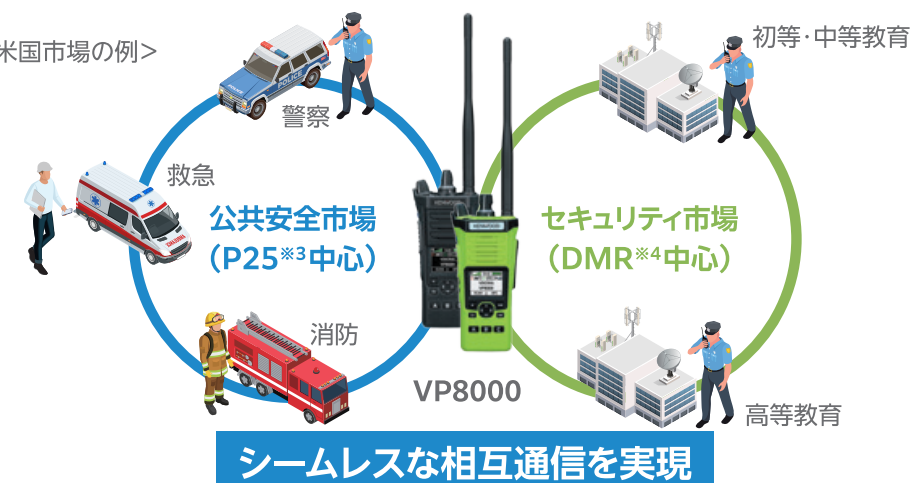 米国市場の例＞
初等・中等教育
警察
POLICE
救急
AMBULANCE
公共安全市場
（P25※3中心）
セキュリティ市場
（DMR※4中心）
KENWOOD
消防
VP8000
高等教育
シームレスな相互通信を実現